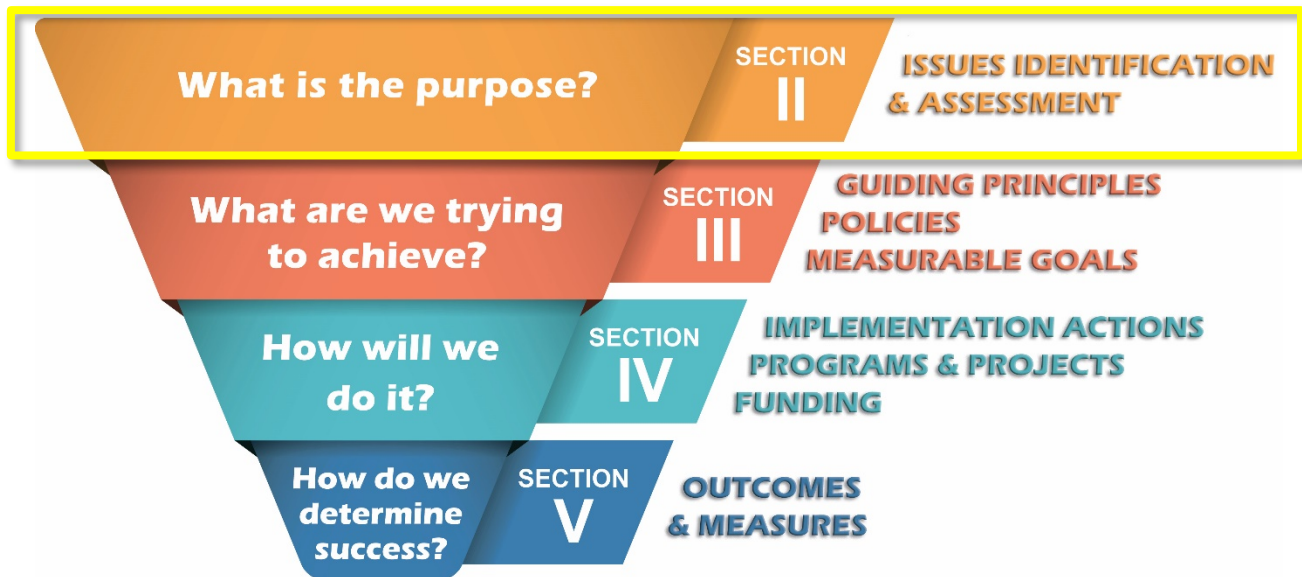 What is the purpose?
SECTION
II
ISSUES IDENTIFICATION
& ASSESSMENT
What are we trying
to achieve?
SECTION
III
GUIDING PRINCIPLES
POLICIES
MEASURABLE GOALS
How will we
do it?
SECTION
IV
IMPLEMENTATION ACTIONS
PROGRAMS & PROJECTS
FUNDING
How do we
determine
success?
SECTION
V
OUTCOMES
& MEASURES